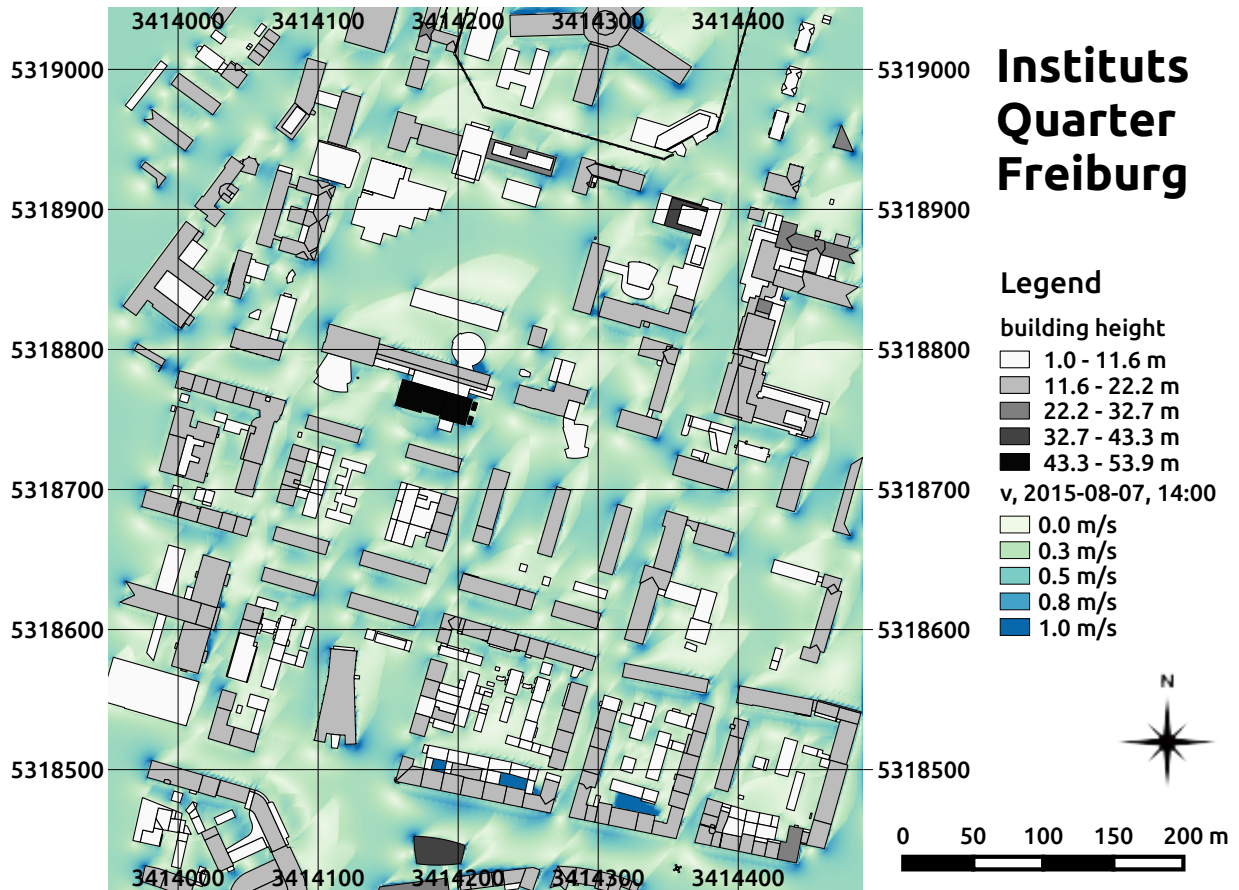 3414000 3414100 3414200 3414300 3414400
5319000 5319000
Instituts
Quarter
Freiburg
5318900 5318900
Legend
building height
5318800 5318800
1.0 - 11.6 m
11.6 - 22.2 m
22.2 - 32.7 m
32.7 - 43.3 m
43.3 - 53.9 m
5318700 5318700
v, 2015-08-07, 14:00
0.0 m/s
0.3 m/s
0.5 m/s
0.8 m/s
1.0 m/s
5318600 5318600
N
5318500 5318500
0 50 100 150 200 m
3414000 3414100 3414200 3414300 3414400